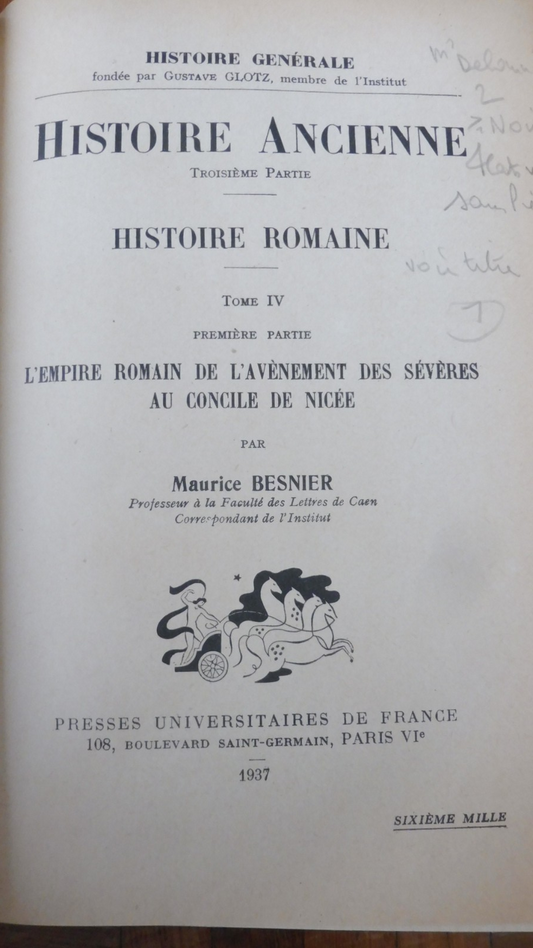 HISTOIRE GENÉRALE
fondée par GUSTAVE GLOTZ, membre de l'Institut
HISTOIRE ANCIENNE
TROISIÈME PARTIE
HISTOIRE ROMAINE
TOME IV
PREMIÈRE PARTIE
L'EMPIRE ROMAIN DE L'AVÈNEMENT DES SÉVÈRES
AU CONCILE DE NICÉE
PAR
Maurice BESNIER
Professeur à la Faculté des Lettres de Caen
Correspondant de l'Institut
PRESSES UNIVERSITAIRES DE FRANCE
108, BOULEVARD SAINT-GERMAIN, PARIS VIe
1937
SIXIÈME MILLE
2
voir titre
1